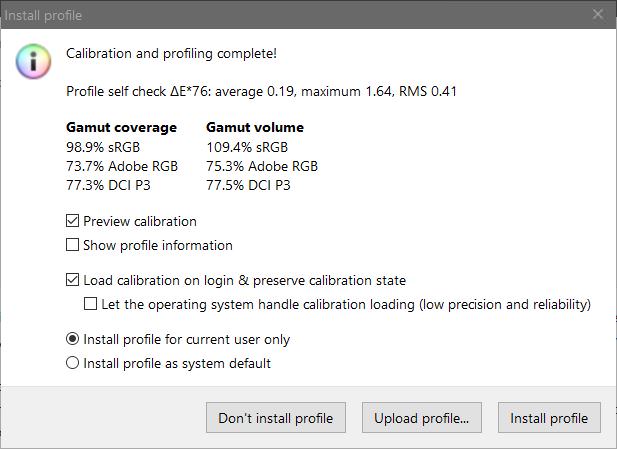 Install profile
Calibration and profiling complete!
Profile self check ΔE*76: average 0.19, maximum 1.64, RMS 0.41
Gamut coverage Gamut volume
98.9% sRGB 109.4% sRGB
73.7% Adobe RGB 75.3% Adobe RGB
77.3% DCI P3 77.5% DCI P3
Preview calibration
Show profile information
Load calibration on login & preserve calibration state
Let the operating system handle calibration loading (low precision and reliability)
Install profile for current user only
Install profile as system default
Don't install profile Upload profile... Install profile